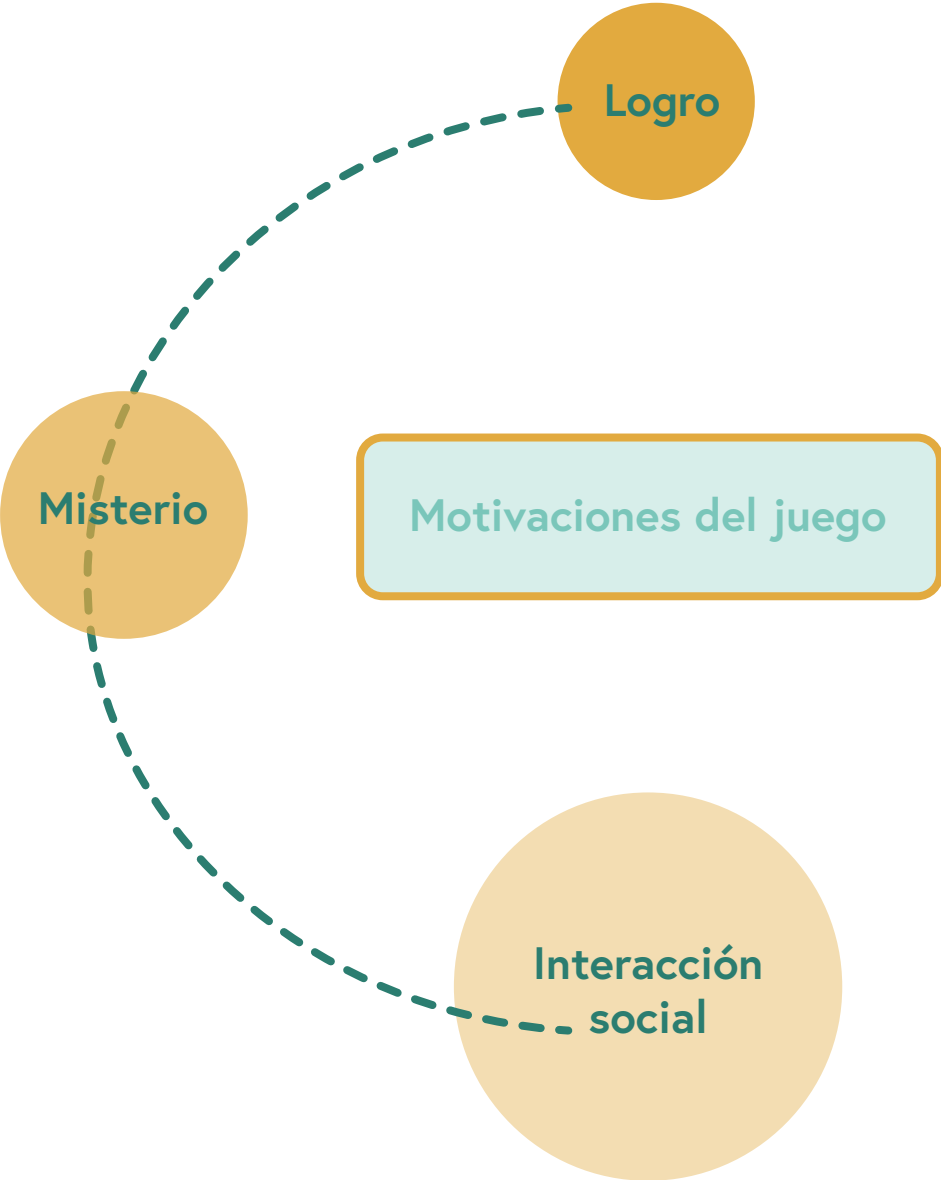 Logro
Misterio
Motivaciones del juego
Interacción
social